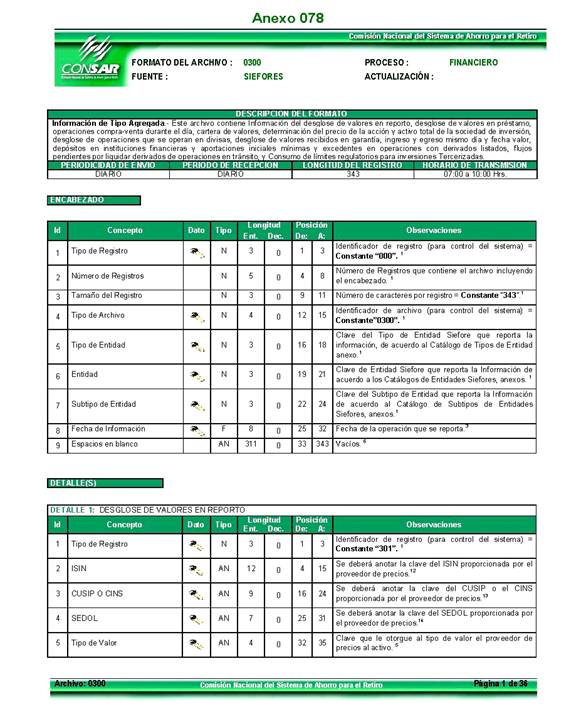 Anexo 078
Comisión Nacional del Sistema de Ahorro para el Retiro
CONSAR
FORMATO DEL ARCHIVO : 0300 PROCESO : FINANCIERO
FUENTE : SIEFORES ACTUALIZACIÓN :
DESCRIPCION DEL FORMATO
Información de Tipo Agregada.- Este archivo contiene Información del desglose de valores en reporto, desglose de valores en préstamo,
operaciones compra-venta durante el día, cartera de valores, determinación del precio de la acción y activo total de la sociedad de inversión,
desglose de operaciones que se operan en divisas, desglose de valores recibidos en garantía, ingreso y egreso mismo día y fecha valor,
depósitos en instituciones financieras y aportaciones iniciales mínimas y excedentes en operaciones con derivados listados, flujos
pendientes por liquidar derivados de operaciones en tránsito, y Consumo de límites regulatorios para inversiones Tercerizadas.
PERIODICIDAD DE ENVIO PERIODO DE RECEPCION LONGITUD DEL REGISTRO HORARIO DE TRANSMISION
DIARIO DIARIO 343 07:00 a 10:00 Hrs.
ENCABEZADO
Id Concepto Dato Tipo Longitud Posición Observaciones
Ent. Dec. De: A:
1 Tipo de Registro N 3 0 1 3 Identificador de registro (para control del sistema) =
Constante "000". 1
2 Número de Registros N 5 0 4 8 Número de Registros que contiene el archivo incluyendo
el encabezado. 1
3 Tamaño del Registro N 3 0 9 11 Número de caracteres por registro = Constante "343". 1
4 Tipo de Archivo N 4 0 12 15 Identificador de archivo (para control del sistema) =
Constante"0300". 1
5 Tipo de Entidad N 3 0 16 18 Clave del Tipo de Entidad Siefore que reporta la
información, de acuerdo al Catálogo de Tipos de Entidad
anexo. 1
6 Entidad N 3 0 19 21 Clave de Entidad Siefore que reporta la Información de
acuerdo a los Catálogos de Entidades Siefores, anexos. 1
7 Subtipo de Entidad N 3 0 22 24 Clave del Subtipo de Entidad que reporta la Información
de acuerdo al Catálogo de Subtipos de Entidades
Siefores, anexos. 1
8 Fecha de Información F 8 0 25 32 Fecha de la operación que se reporta. 3
9 Espacios en blanco AN 311 0 33 343 Vacíos. 6
DETALLE(S)
DETALLE 1: DESGLOSE DE VALORES EN REPORTO
Id Concepto Dato Tipo Longitud Posición Observaciones
Ent. Dec. De: A:
1 Tipo de Registro N 3 0 1 3 Identificador de registro (para control del sistema) =
Constante "301". 1
2 ISIN AN 12 0 4 15 Se deberá anotar la clave del ISIN proporcionada por el
proveedor de precios. 12
3 CUSIP O CINS AN 9 0 16 24 Se deberá anotar la clave del CUSIP o el CINS
proporcionada por el proveedor de precios. 13
4 SEDOL AN 7 0 25 31 Se deberá anotar la clave del SEDOL proporcionada por
el proveedor de precios. 14
5 Tipo de Valor AN 4 0 32 35 Clave que le otorgue al tipo de valor el proveedor de
precios al activo. 5
Archivo: 0300 Comisión Nacional del Sistema de Ahorro para el Retiro Página 1 de 36